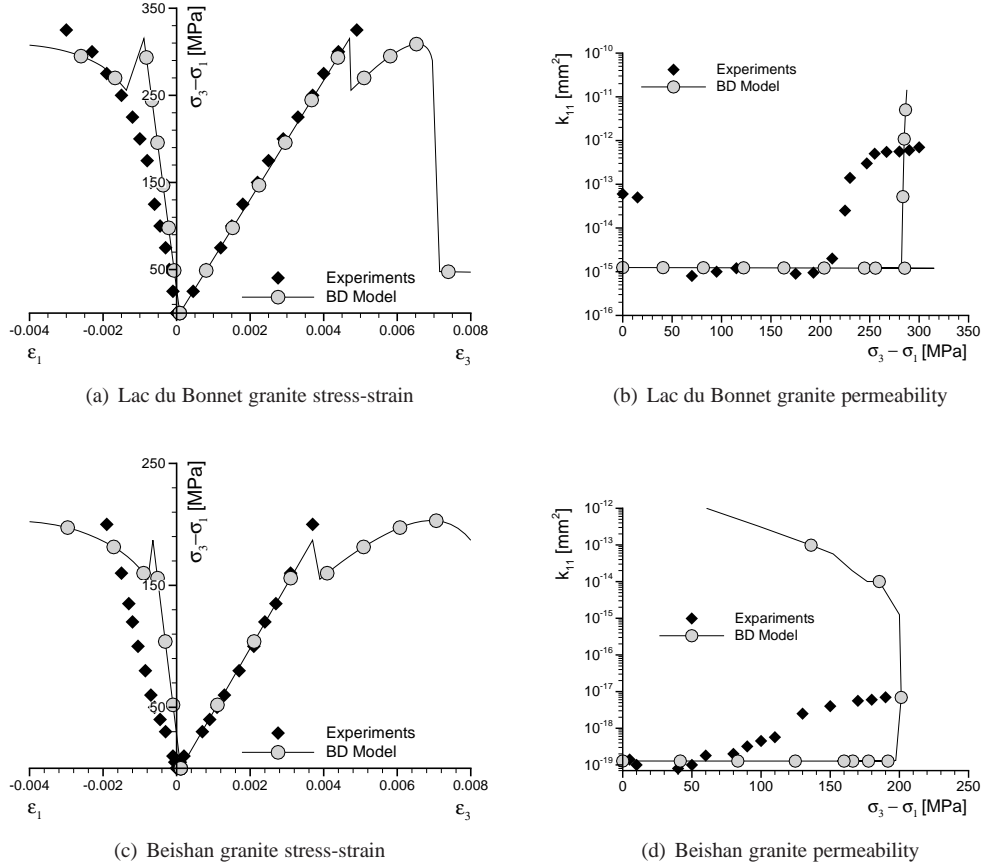 350
250
150
50
σ₃–σ₁ [MPa]
Experiments
BD Model
-0.004 -0.002 0 0.002 0.004 0.006 0.008
ε₁ ε₃
(a) Lac du Bonnet granite stress-strain
10⁻¹⁰
10⁻¹¹
10⁻¹²
10⁻¹³
10⁻¹⁴
10⁻¹⁵
10⁻¹⁶
k₁₁ [mm²]
Experiments
BD Model
0 50 100 150 200 250 300 350
σ₃ – σ₁ [MPa]
(b) Lac du Bonnet granite permeability
250
150
50
σ₃–σ₁ [MPa]
Experiments
BD Model
-0.004 -0.002 0 0.002 0.004 0.006 0.008
ε₁ ε₃
(c) Beishan granite stress-strain
10⁻¹²
10⁻¹³
10⁻¹⁴
10⁻¹⁵
10⁻¹⁶
10⁻¹⁷
10⁻¹⁸
10⁻¹⁹
k₁₁ [mm²]
Exparиments
BD Model
0 50 100 150 200 250
σ₃ – σ₁ [MPa]
(d) Beishan granite permeability